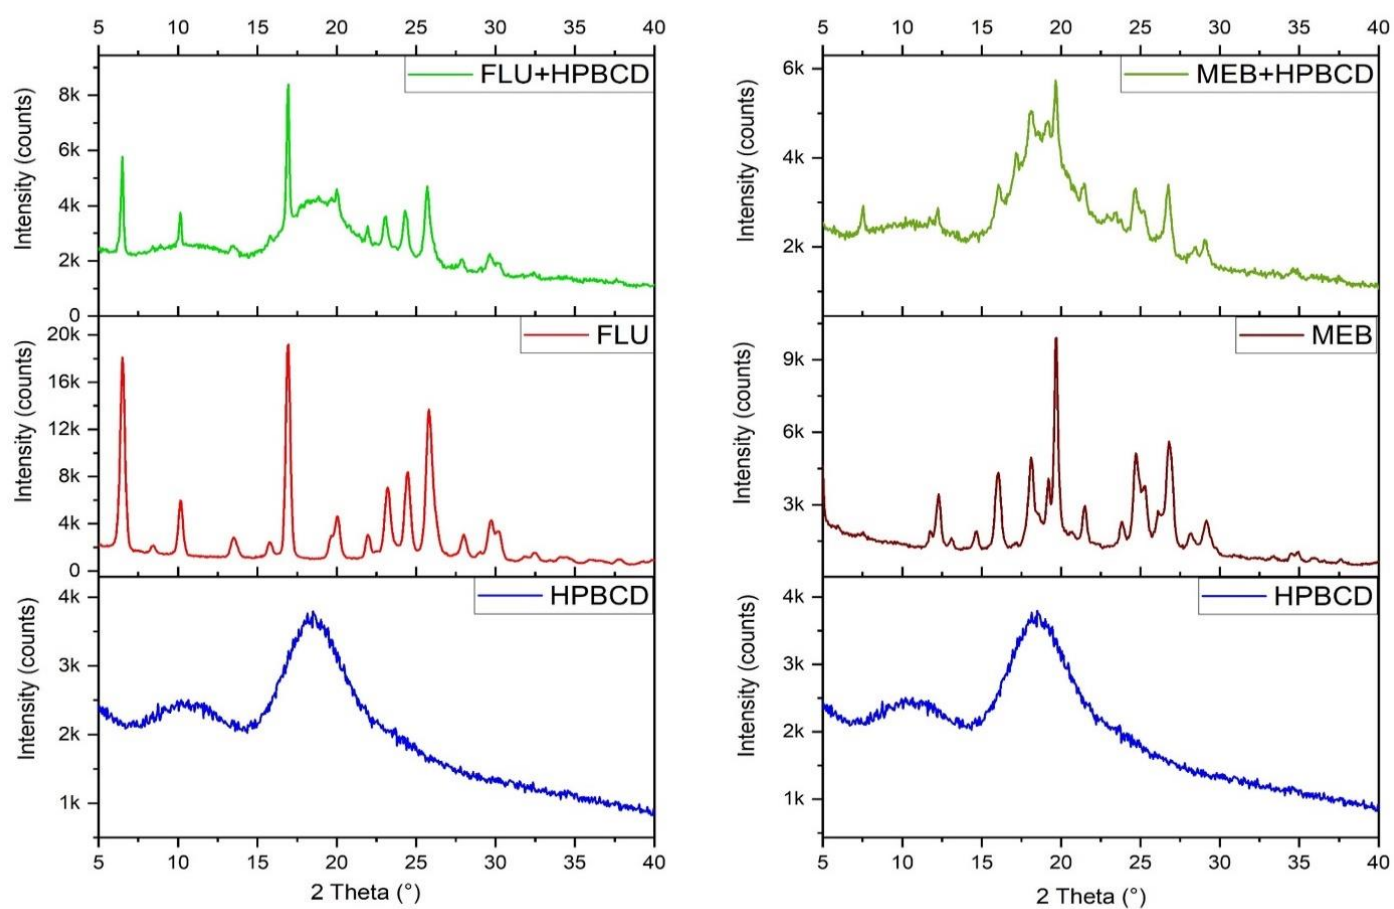 5 10 15 20 25 30 35 40
FLU+HPBCD
Intensity (counts)
8k
6k
4k
2k
0
FLU
Intensity (counts)
20k
16k
12k
8k
4k
0
HPBCD
Intensity (counts)
4k
3k
2k
1k
5 10 15 20 25 30 35 40
2 Theta (°)
5 10 15 20 25 30 35 40
MEB+HPBCD
Intensity (counts)
6k
4k
2k
MEB
Intensity (counts)
9k
6k
3k
HPBCD
Intensity (counts)
4k
3k
2k
1k
5 10 15 20 25 30 35 40
2 Theta (°)